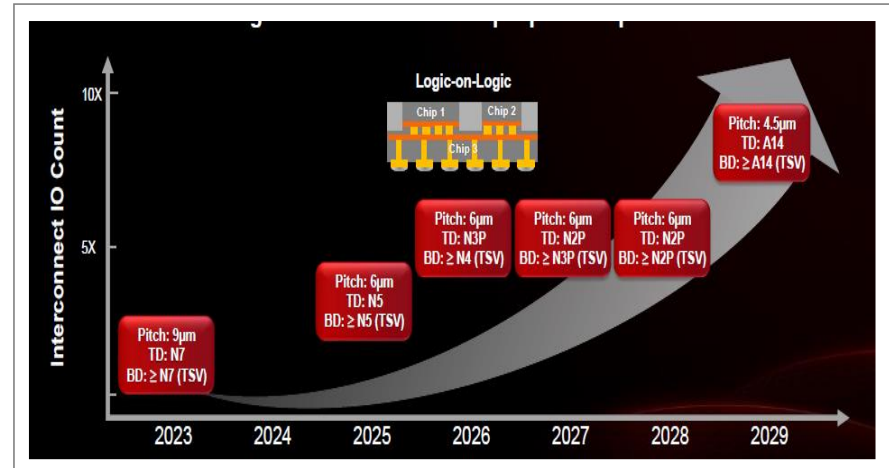 Logic-on-Logic
Chip 1
Chip 2
Chip 3
Interconnect IO Count
10X
5X
Pitch: 9µm
TD: N7
BD: ≥ N7 (TSV)
Pitch: 6µm
TD: N5
BD: ≥ N5 (TSV)
Pitch: 6µm
TD: N3P
BD: ≥ N4 (TSV)
Pitch: 6µm
TD: N2P
BD: ≥ N3P (TSV)
Pitch: 6µm
TD: N2P
BD: ≥ N2P (TSV)
Pitch: 4.5µm
TD: A14
BD: ≥ A14 (TSV)
2023
2024
2025
2026
2027
2028
2029